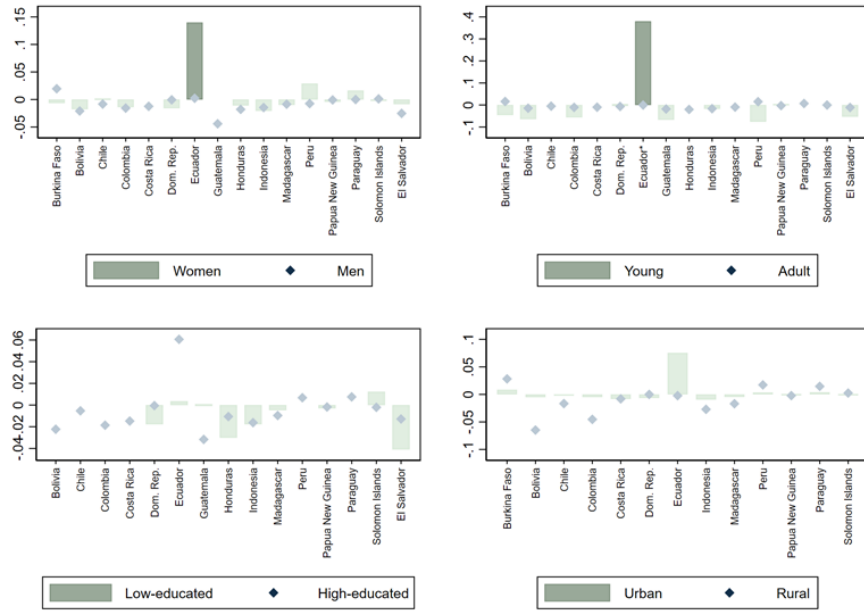 -.05 0 .05 .1 .15
Burkina Faso
Bolivia
Chile
Colombia
Costa Rica
Dom. Rep.
Ecuador
Guatemala
Honduras
Indonesia
Madagascar
Peru
Papua New Guinea
Paraguay
Solomon Islands
El Salvador
Women Men
-.1 0 .1 .2 .3 .4
Burkina Faso
Bolivia
Chile
Colombia
Costa Rica
Dom. Rep.
Ecuador*
Guatemala
Honduras
Indonesia
Madagascar
Peru
Papua New Guinea
Paraguay
Solomon Islands
El Salvador
Young Adult
-.04-.02 0 .02 .04 .06
Bolivia
Chile
Colombia
Costa Rica
Dom. Rep.
Ecuador
Guatemala
Honduras
Indonesia
Madagascar
Peru
Papua New Guinea
Paraguay
Solomon Islands
El Salvador
Low-educated High-educated
-.1 -.05 0 .05 .1
Burkina Faso
Bolivia
Chile
Colombia
Costa Rica
Dom. Rep.
Ecuador
Indonesia
Madagascar
Peru
Papua New Guinea
Paraguay
Solomon Islands
Urban Rural